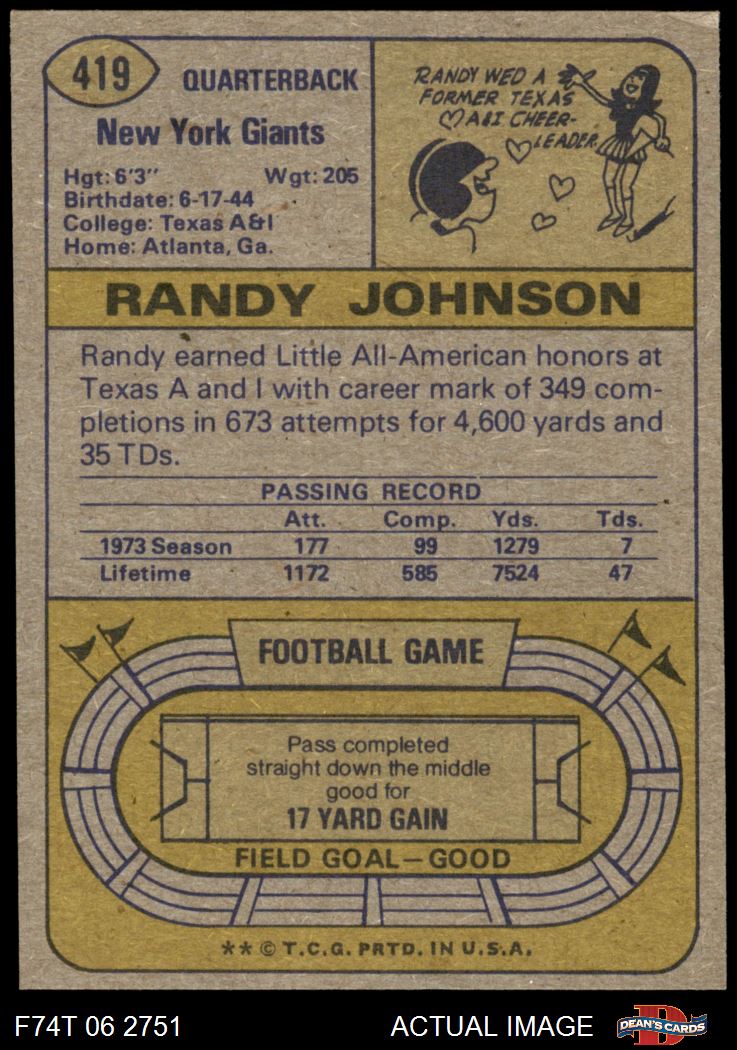 419
QUARTERBACK
New York Giants
Hgt: 6'3" Wgt: 205
Birthdate: 6-17-44
College: Texas A&I
Home: Atlanta, Ga.
RANDY WED A
FORMER TEXAS
A&I CHEER-
LEADER.
RANDY JOHNSON
Randy earned Little All-American honors at
Texas A and I with career mark of 349 com-
pletions in 673 attempts for 4,600 yards and
35 TDs.
PASSING RECORD
Att. Comp. Yds. Tds.
1973 Season 177 99 1279 7
Lifetime 1172 585 7524 47
FOOTBALL GAME
Pass completed
straight down the middle
good for
17 YARD GAIN
FIELD GOAL—GOOD
** © T.C.G. PRTD. IN U.S.A.
F74T 06 2751 ACTUAL IMAGE D DEAN'S CARDS